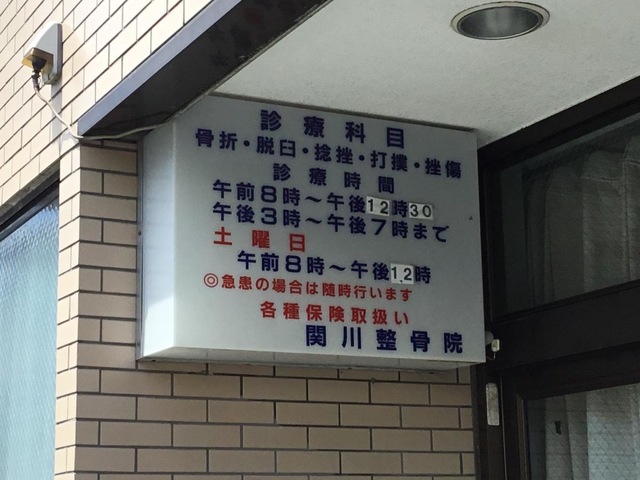 診療科目
骨折・脱臼・捻挫・打撲・挫傷
診療時間
午前8時～午後12時30
午後3時～午後7時まで
土曜日
午前8時～午後12時
◎急患の場合は随時行います
各種保険取扱い
関川整骨院